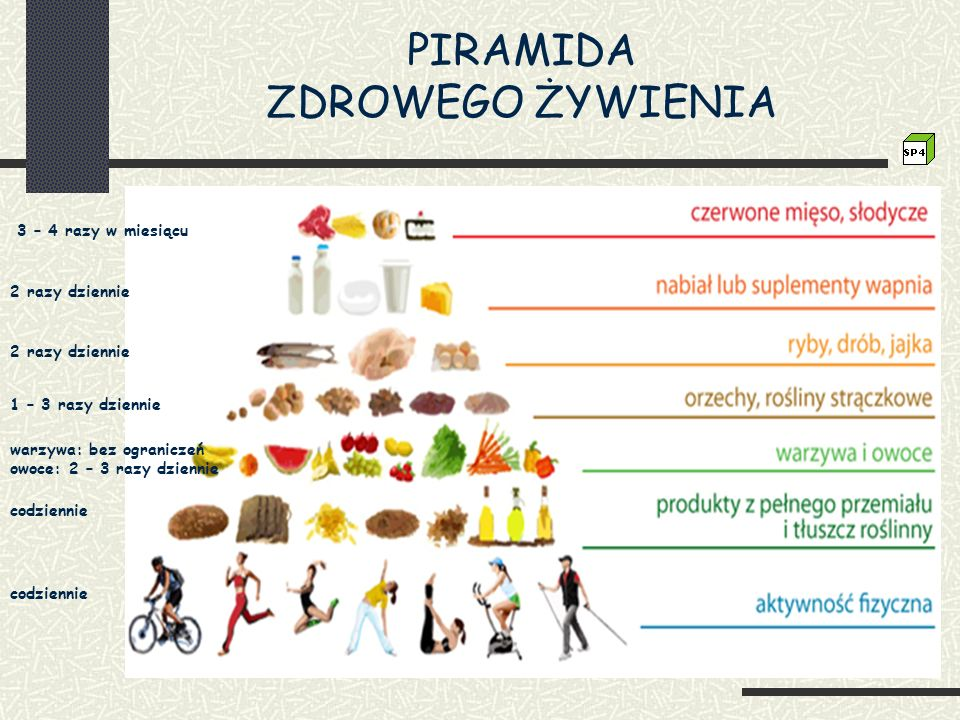 PIRAMIDA
ZDROWEGO ŻYWIENIA
SP4
3 – 4 razy w miesiącu
czerwone mięso, słodycze
2 razy dziennie
nabiał lub suplementy wapnia
2 razy dziennie
ryby, drób, jajka
1 – 3 razy dziennie
orzechy, rośliny strączkowe
warzywa: bez ograniczeń
owoce: 2 – 3 razy dziennie
warzywa i owoce
codziennie
produkty z pełnego przemiału
i tłuszcz roślinny
codziennie
aktywność fizyczna